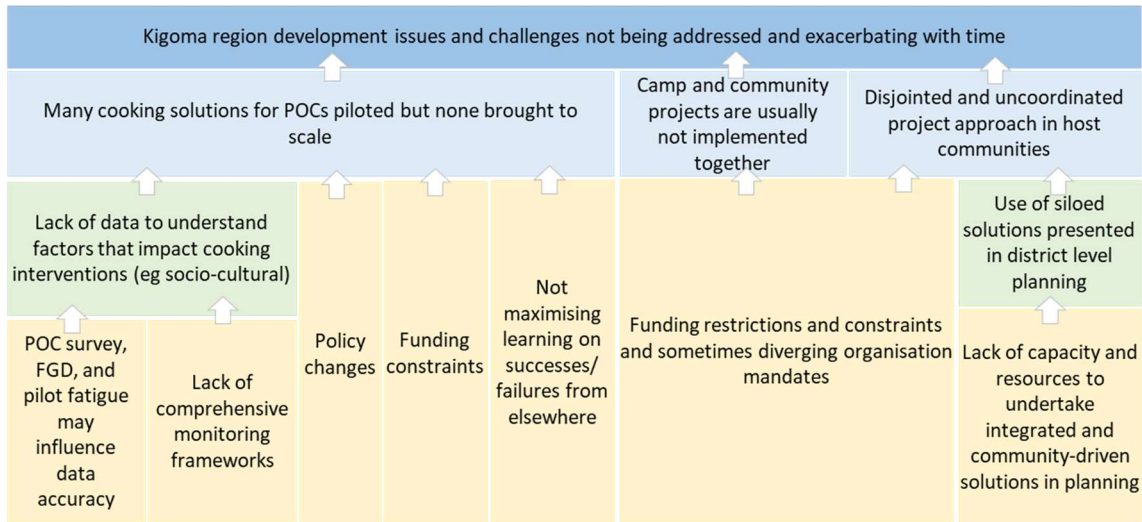 Kigoma region development issues and challenges not being addressed and exacerbating with time
Many cooking solutions for POCs piloted but none brought to
scale
Camp and community
projects are usually
not implemented
together
Disjointed and uncoordinated
project approach in host
communities
Lack of data to understand
factors that impact cooking
interventions (eg socio-cultural)
Use of siloed
solutions presented
in district level
planning
POC survey,
FGD, and
pilot fatigue
may
influence
data
accuracy
Lack of
comprehensive
monitoring
frameworks
Policy
changes
Funding
constraints
Not
maximising
learning on
successes/
failures from
elsewhere
Funding restrictions and constraints
and sometimes diverging organisation
mandates
Lack of capacity and
resources to
undertake
integrated and
community-driven
solutions in planning